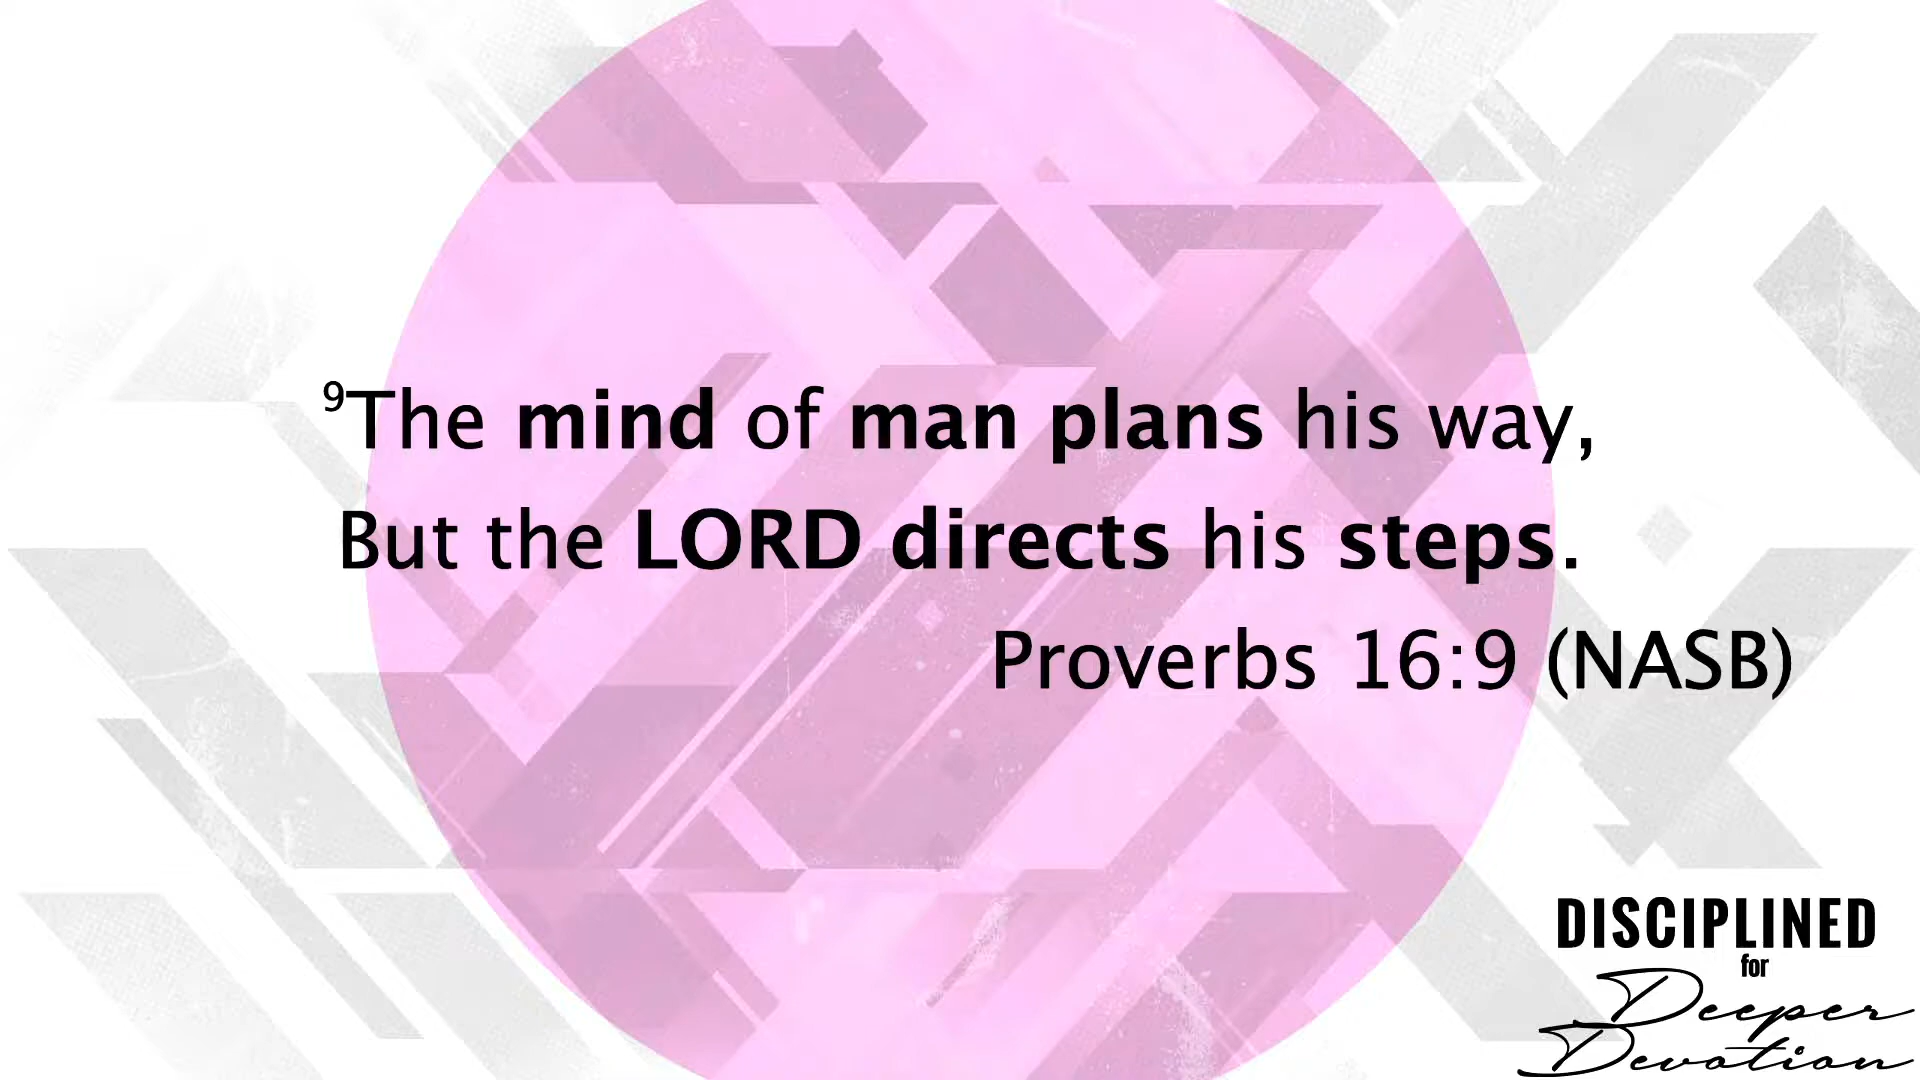 ⁹The mind of man plans his way,
But the LORD directs his steps.
Proverbs 16:9 (NASB)
DISCIPLINED
for
Deeper
Devotion